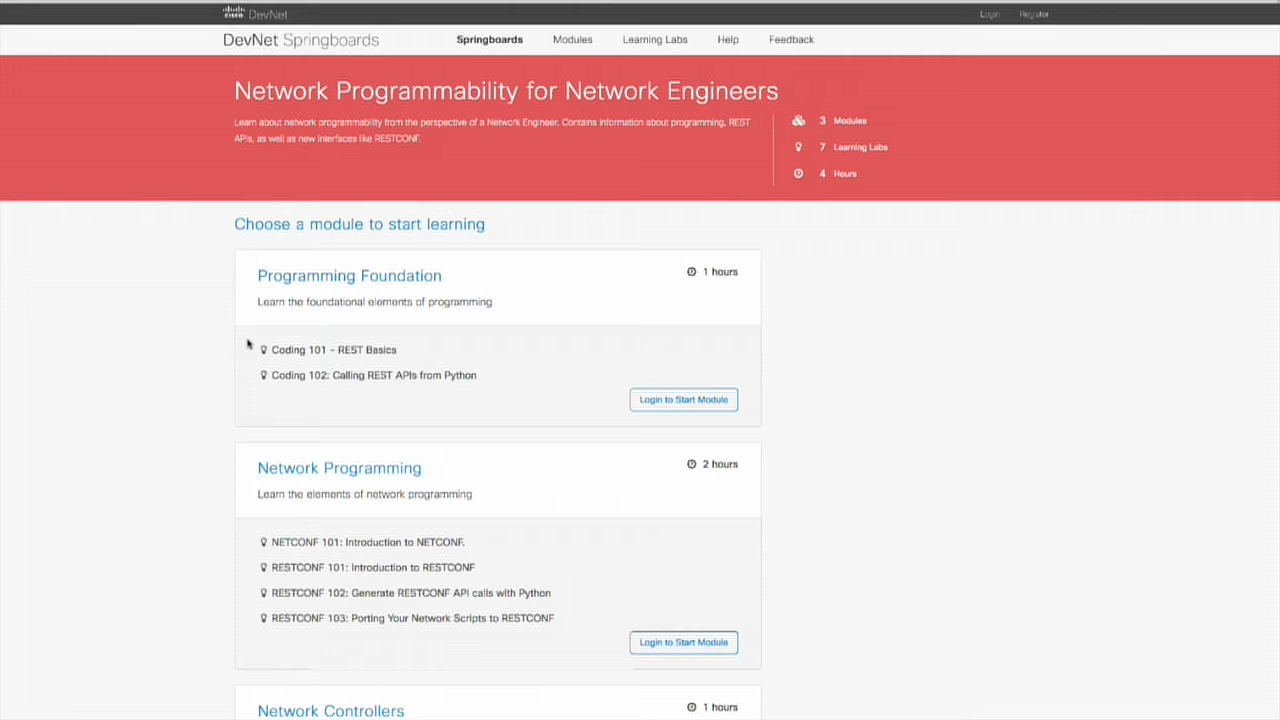 CISCO DevNet
Login Register
DevNet Springboards
Springboards Modules Learning Labs Help Feedback
Network Programmability for Network Engineers
Learn about network programmability from the perspective of a Network Engineer. Contains information about programming, REST
APIs, as well as new interfaces like RESTCONF.
3 Modules
7 Learning Labs
4 Hours
Choose a module to start learning
Programming Foundation
1 hours
Learn the foundational elements of programming
Coding 101 - REST Basics
Coding 102: Calling REST APIs from Python
Login to Start Module
Network Programming
2 hours
Learn the elements of network programming
NETCONF 101: Introduction to NETCONF.
RESTCONF 101: Introduction to RESTCONF
RESTCONF 102: Generate RESTCONF API calls with Python
RESTCONF 103: Porting Your Network Scripts to RESTCONF
Login to Start Module
Network Controllers
1 hours